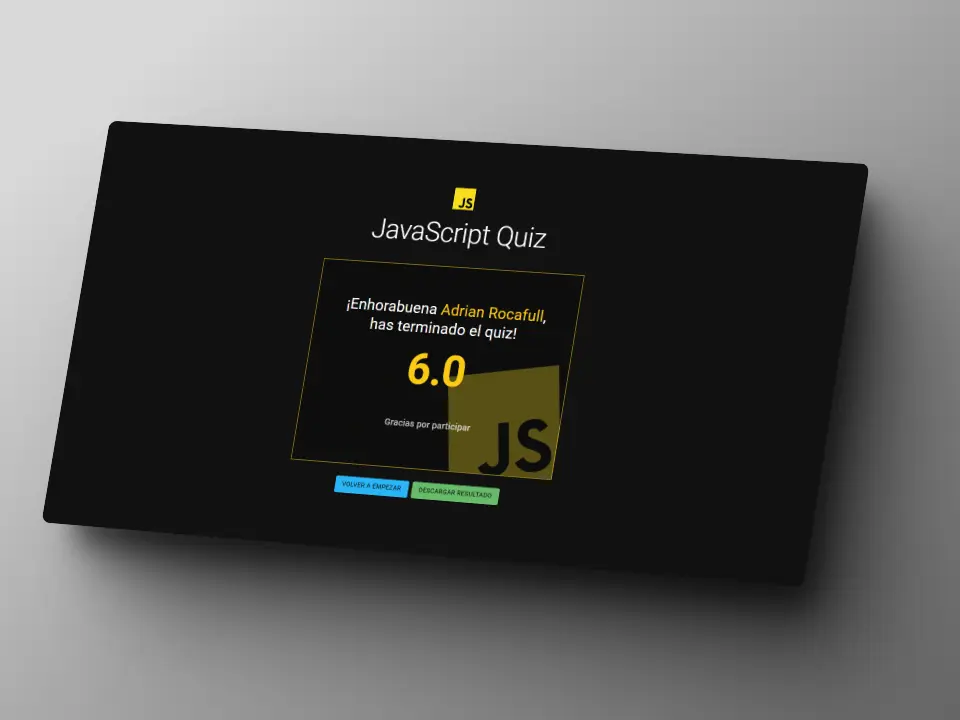 JS
JavaScript Quiz
¡Enhorabuena Adrian Rocafull,
has terminado el quiz!
6.0
Gracias por participar
JS
VOLVER A EMPEZAR DESCARGAR RESULTADO